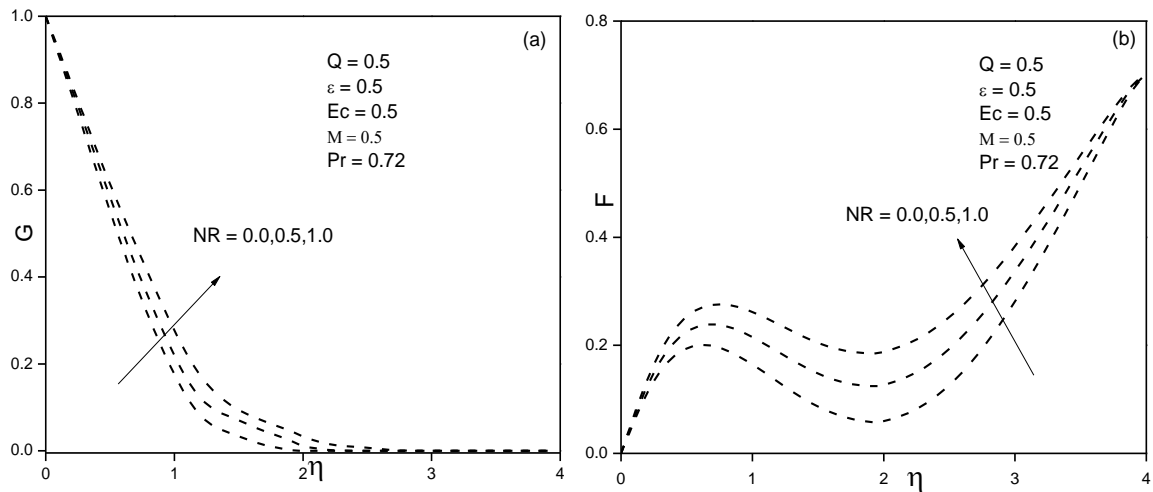 (a)
Q = 0.5
ε = 0.5
Ec = 0.5
M = 0.5
Pr = 0.72
NR = 0.0,0.5,1.0
G
1.0
0.8
0.6
0.4
0.2
0.0
0
1
2
3
4
η
(b)
Q = 0.5
ε = 0.5
Ec = 0.5
M = 0.5
Pr = 0.72
NR = 0.0,0.5,1.0
F
0.8
0.6
0.4
0.2
0.0
0
1
2
3
4
η